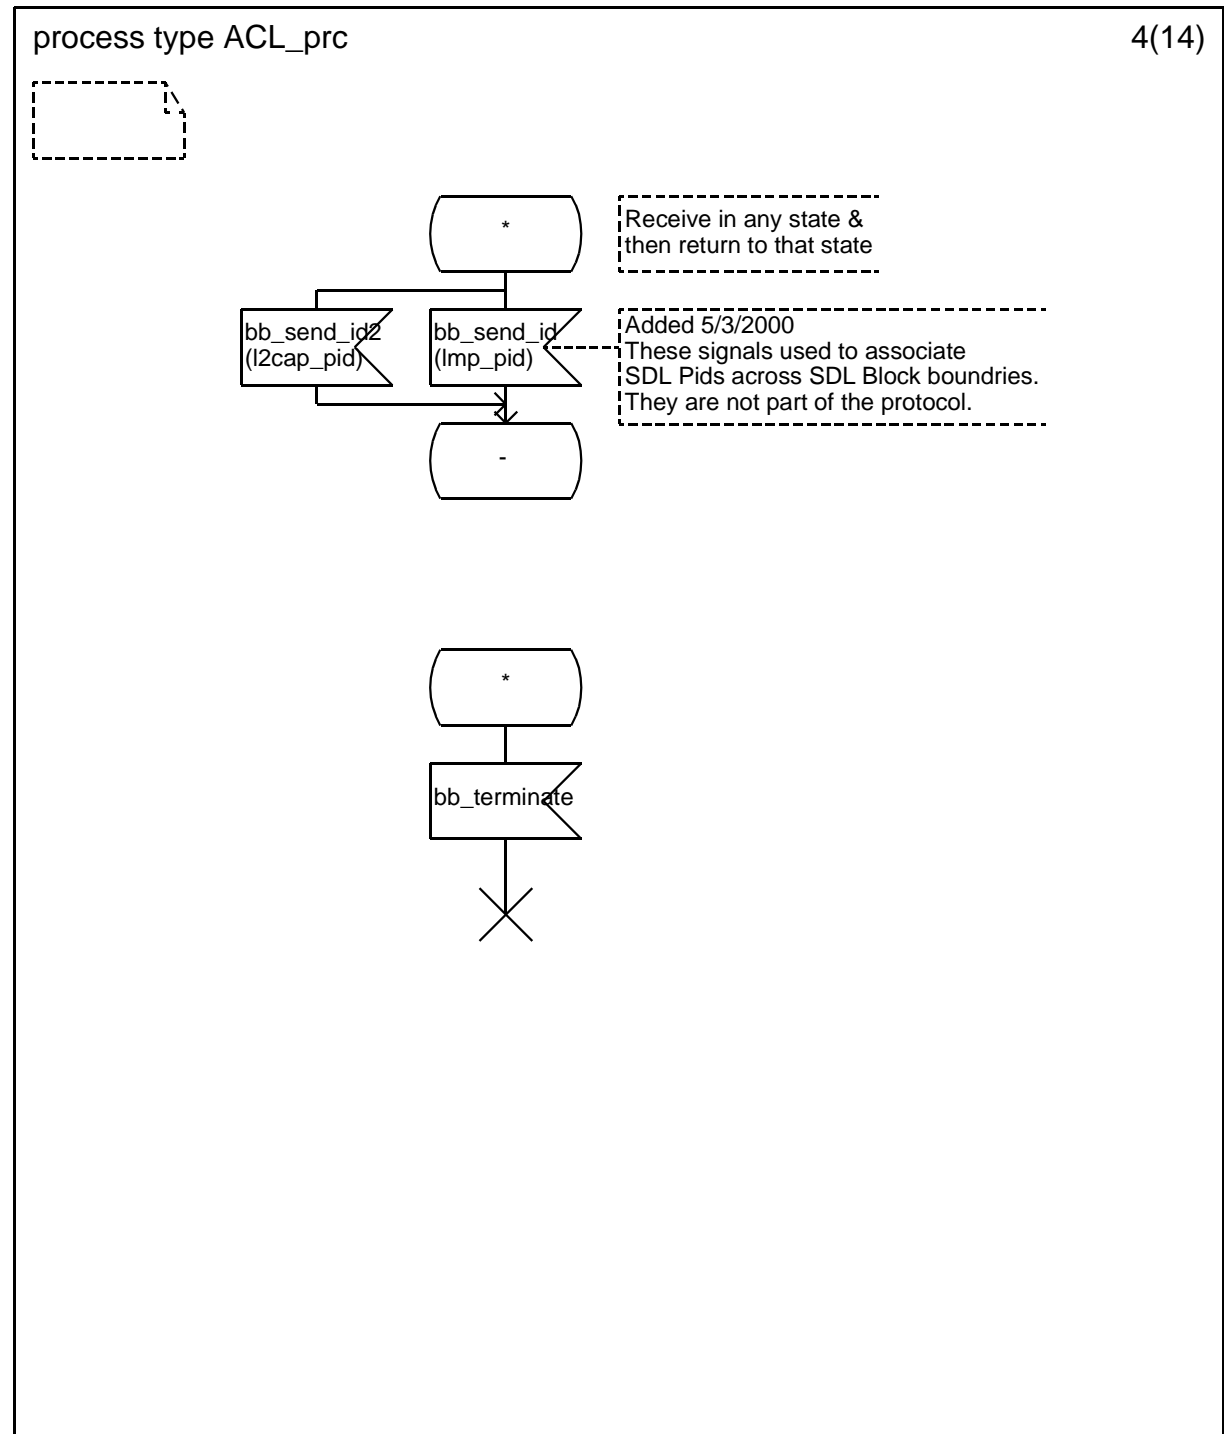 process type ACL_prc
4(14)
*
Receive in any state &
then return to that state
bb_send_id2
(l2cap_pid)
bb_send_id
(lmp_pid)
Added 5/3/2000
These signals used to associate
SDL Pids across SDL Block boundries.
They are not part of the protocol.
-
*
bb_terminate